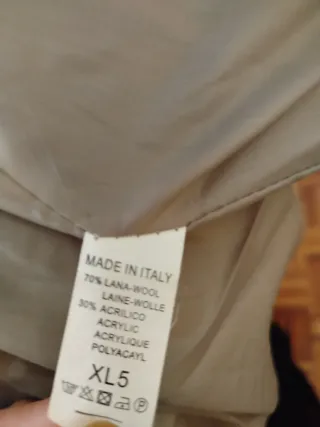 MADE IN ITALY
70% LANA-WOOL
LAINE-WOLLE
30% ACRILICO
ACRYLIC
ACRYLIQUE
POLYACAYL
XL5
P